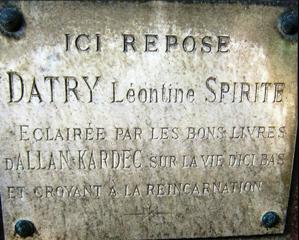 ICI REPOSE
DATRY Léontine SPIRITE
ECLAIRÉE PAR LES BONS LIVRES
D'ALLAN-KARDEC SUR LA VIE D'ICI BAS
ET CROYANT A LA RÉINCARNATION